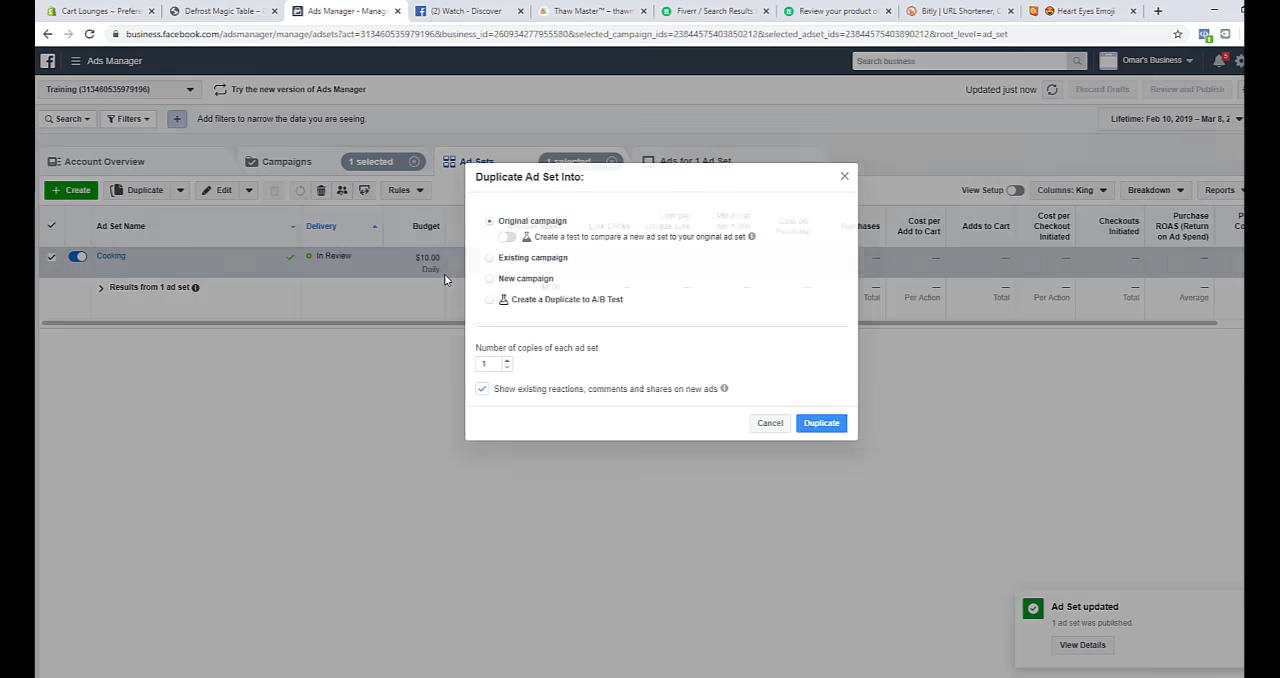 Cart Lounges ~ Prefere
Defrost Magic Table – C
Ads Manager - Manag
(2) Watch - Discover
Thaw Master™ – thawn
Fiverr / Search Results
Review your product o
Bitly | URL Shortener, C
Heart Eyes Emoji
business.facebook.com/adsmanager/manage/adsets?act=313460535979196&business_id=260934277955580&selected_campaign_ids=23844575403850212&selected_adset_ids=23844575403890212&root_level=ad_set
Ads Manager
Search business
Omar's Business
Training (313460535979196)
Try the new version of Ads Manager
Updated just now
Discard Drafts
Review and Publish
Search
Filters
Add filters to narrow the data you are seeing.
Lifetime: Feb 10, 2019 – Mar 8, 2
Account Overview
Campaigns
1 selected
Ad Sets
1 selected
Ads for 1 Ad Set
Create
Duplicate
Edit
Rules
View Setup
Columns: King
Breakdown
Reports
Ad Set Name
Delivery
Budget
Link Clicks
Cost per
Purchase
Purchases
Cost per
Add to Cart
Adds to Cart
Cost per
Checkout
Initiated
Checkouts
Initiated
Purchase
ROAS (Return
on Ad Spend)
Cooking
In Review
$10.00
Daily
Results from 1 ad set
Total
Per Action
Total
Per Action
Total
Average
Duplicate Ad Set Into:
Original campaign
Create a test to compare a new ad set to your original ad set
Existing campaign
New campaign
Create a Duplicate to A/B Test
Number of copies of each ad set
1
Show existing reactions, comments and shares on new ads
Cancel
Duplicate
Ad Set updated
1 ad set was published.
View Details